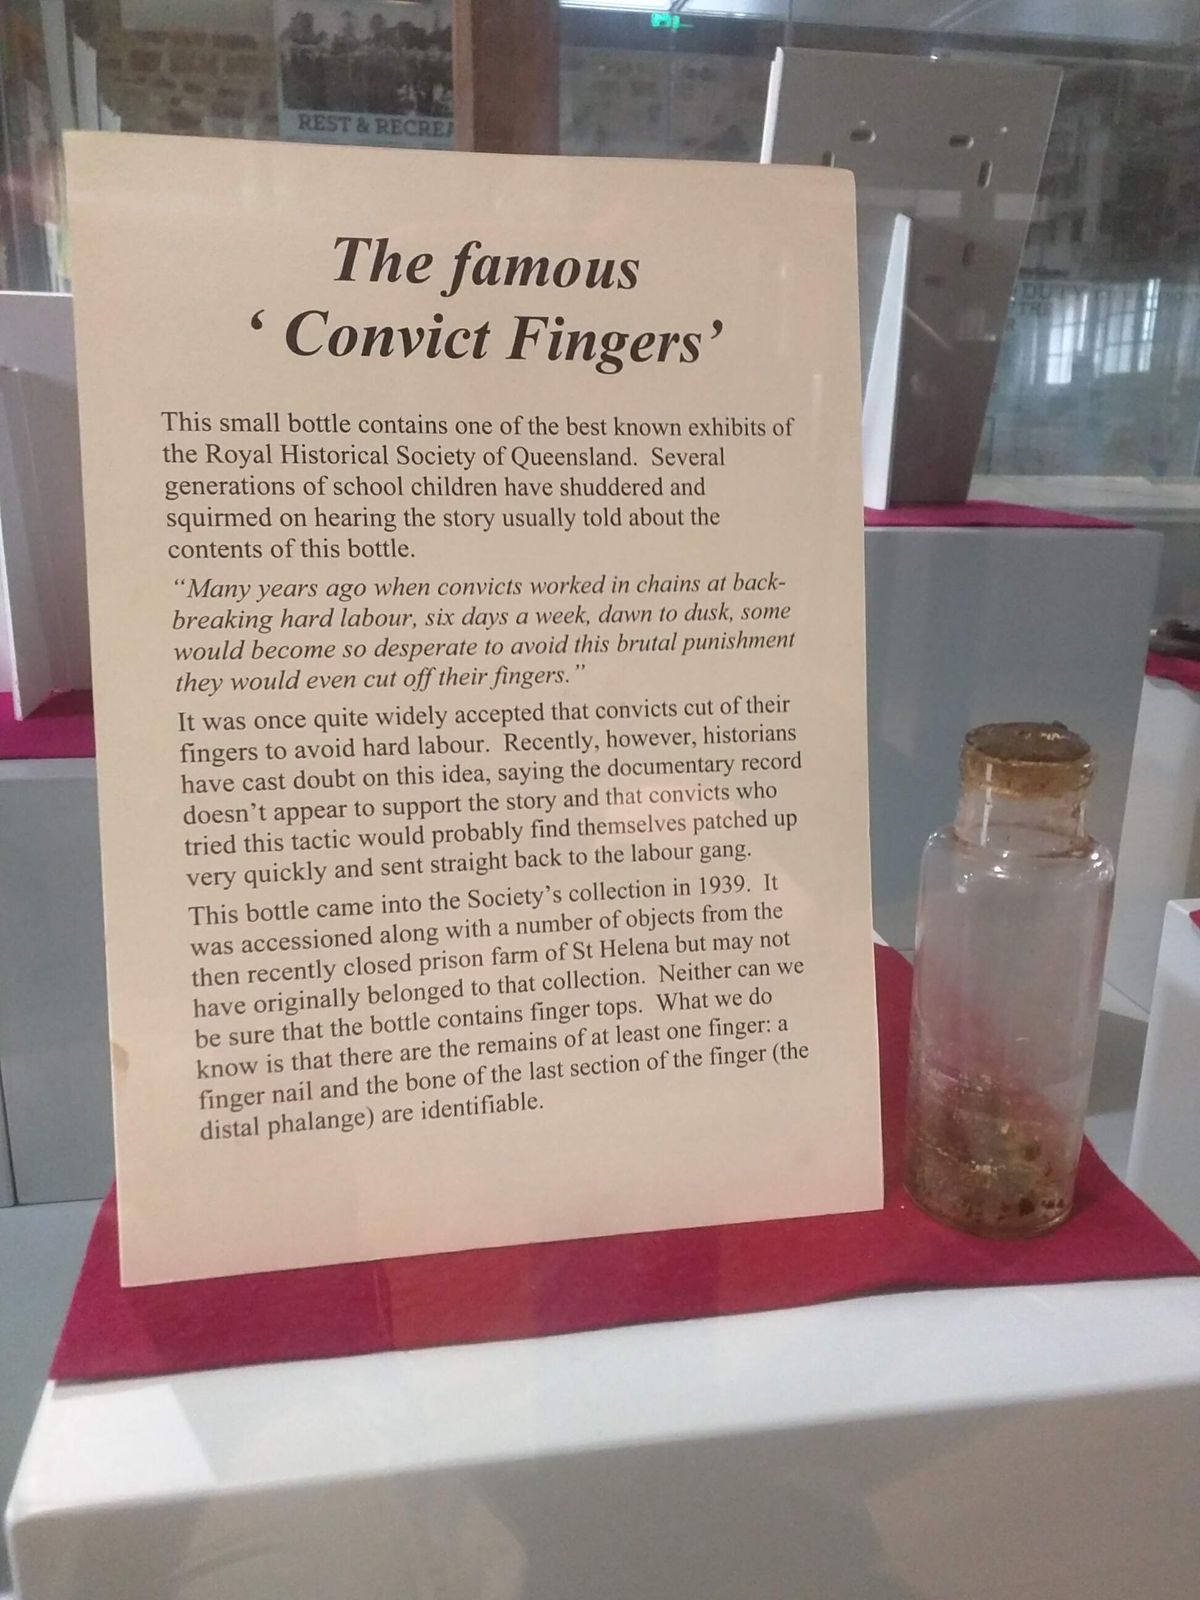 REST & RECREA
The famous
‘ Convict Fingers’
This small bottle contains one of the best known exhibits of
the Royal Historical Society of Queensland. Several
generations of school children have shuddered and
squirmed on hearing the story usually told about the
contents of this bottle.
“Many years ago when convicts worked in chains at back-
breaking hard labour, six days a week, dawn to dusk, some
would become so desperate to avoid this brutal punishment
they would even cut off their fingers.”
It was once quite widely accepted that convicts cut of their
fingers to avoid hard labour. Recently, however, historians
have cast doubt on this idea, saying the documentary record
doesn’t appear to support the story and that convicts who
tried this tactic would probably find themselves patched up
very quickly and sent straight back to the labour gang.
This bottle came into the Society’s collection in 1939. It
was accessioned along with a number of objects from the
then recently closed prison farm of St Helena but may not
have originally belonged to that collection. Neither can we
be sure that the bottle contains finger tops. What we do
know is that there are the remains of at least one finger: a
finger nail and the bone of the last section of the finger (the
distal phalange) are identifiable.